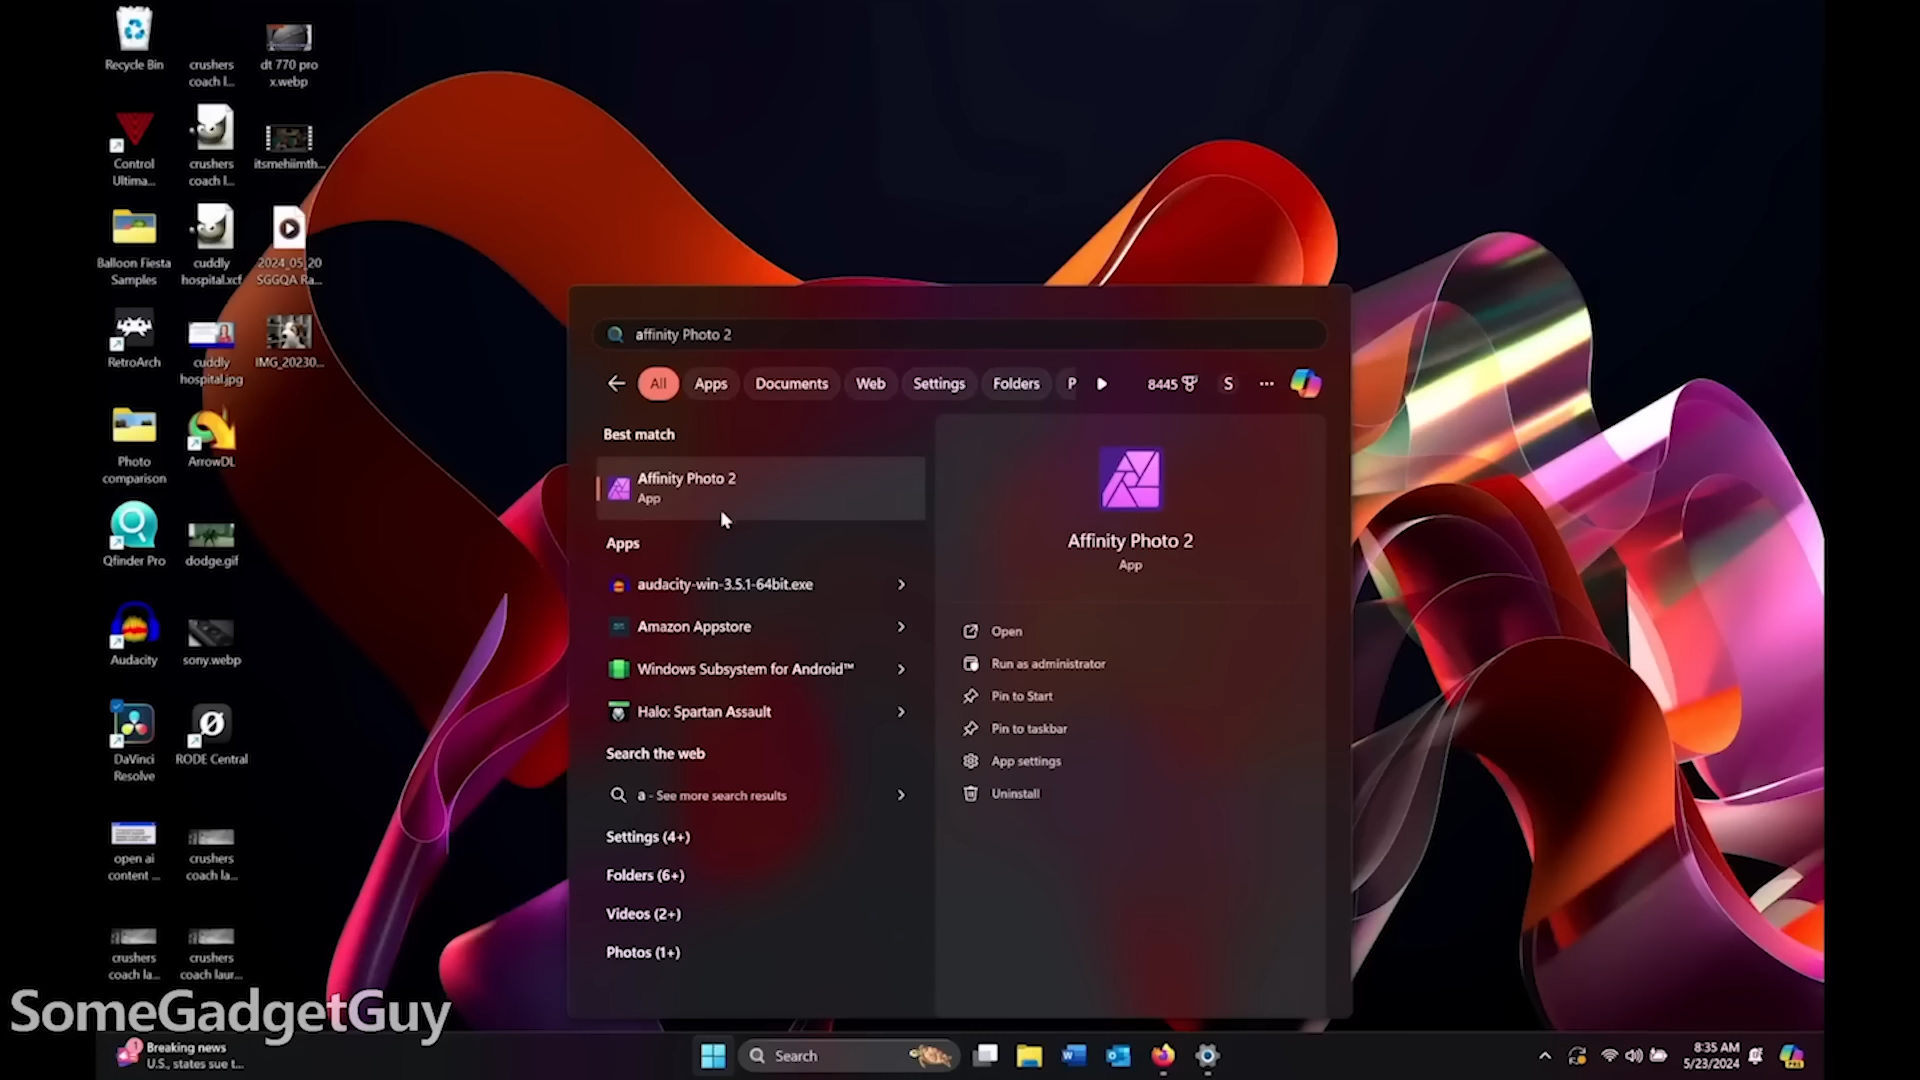 Recycle Bin
crushers
coach l...
dt 770 pro
x.webp
Control
Ultima...
crushers
coach l...
itsmehiimth...
Balloon Fiesta
Samples
cuddly
hospital.xcf
2024_05_20
SGGQA Ra...
RetroArch
cuddly
hospital.jpg
IMG_20230...
Photo
comparison
ArrowDL
Qfinder Pro
dodge.gif
Audacity
sony.webp
DaVinci
Resolve
RODE Central
open ai
content ...
crushers
coach la...
crushers
coach la...
crushers
coach laur...
affinity Photo 2
All
Apps
Documents
Web
Settings
Folders
P
8445
S
Best match
Affinity Photo 2
App
Apps
audacity-win-3.5.1-64bit.exe
Amazon Appstore
Windows Subsystem for Android™
Halo: Spartan Assault
Search the web
a - See more search results
Settings (4+)
Folders (6+)
Videos (2+)
Photos (1+)
Affinity Photo 2
App
Open
Run as administrator
Pin to Start
Pin to taskbar
App settings
Uninstall
SomeGadgetGuy
1
Breaking news
U.S., states sue t...
Search
8:35 AM
5/23/2024